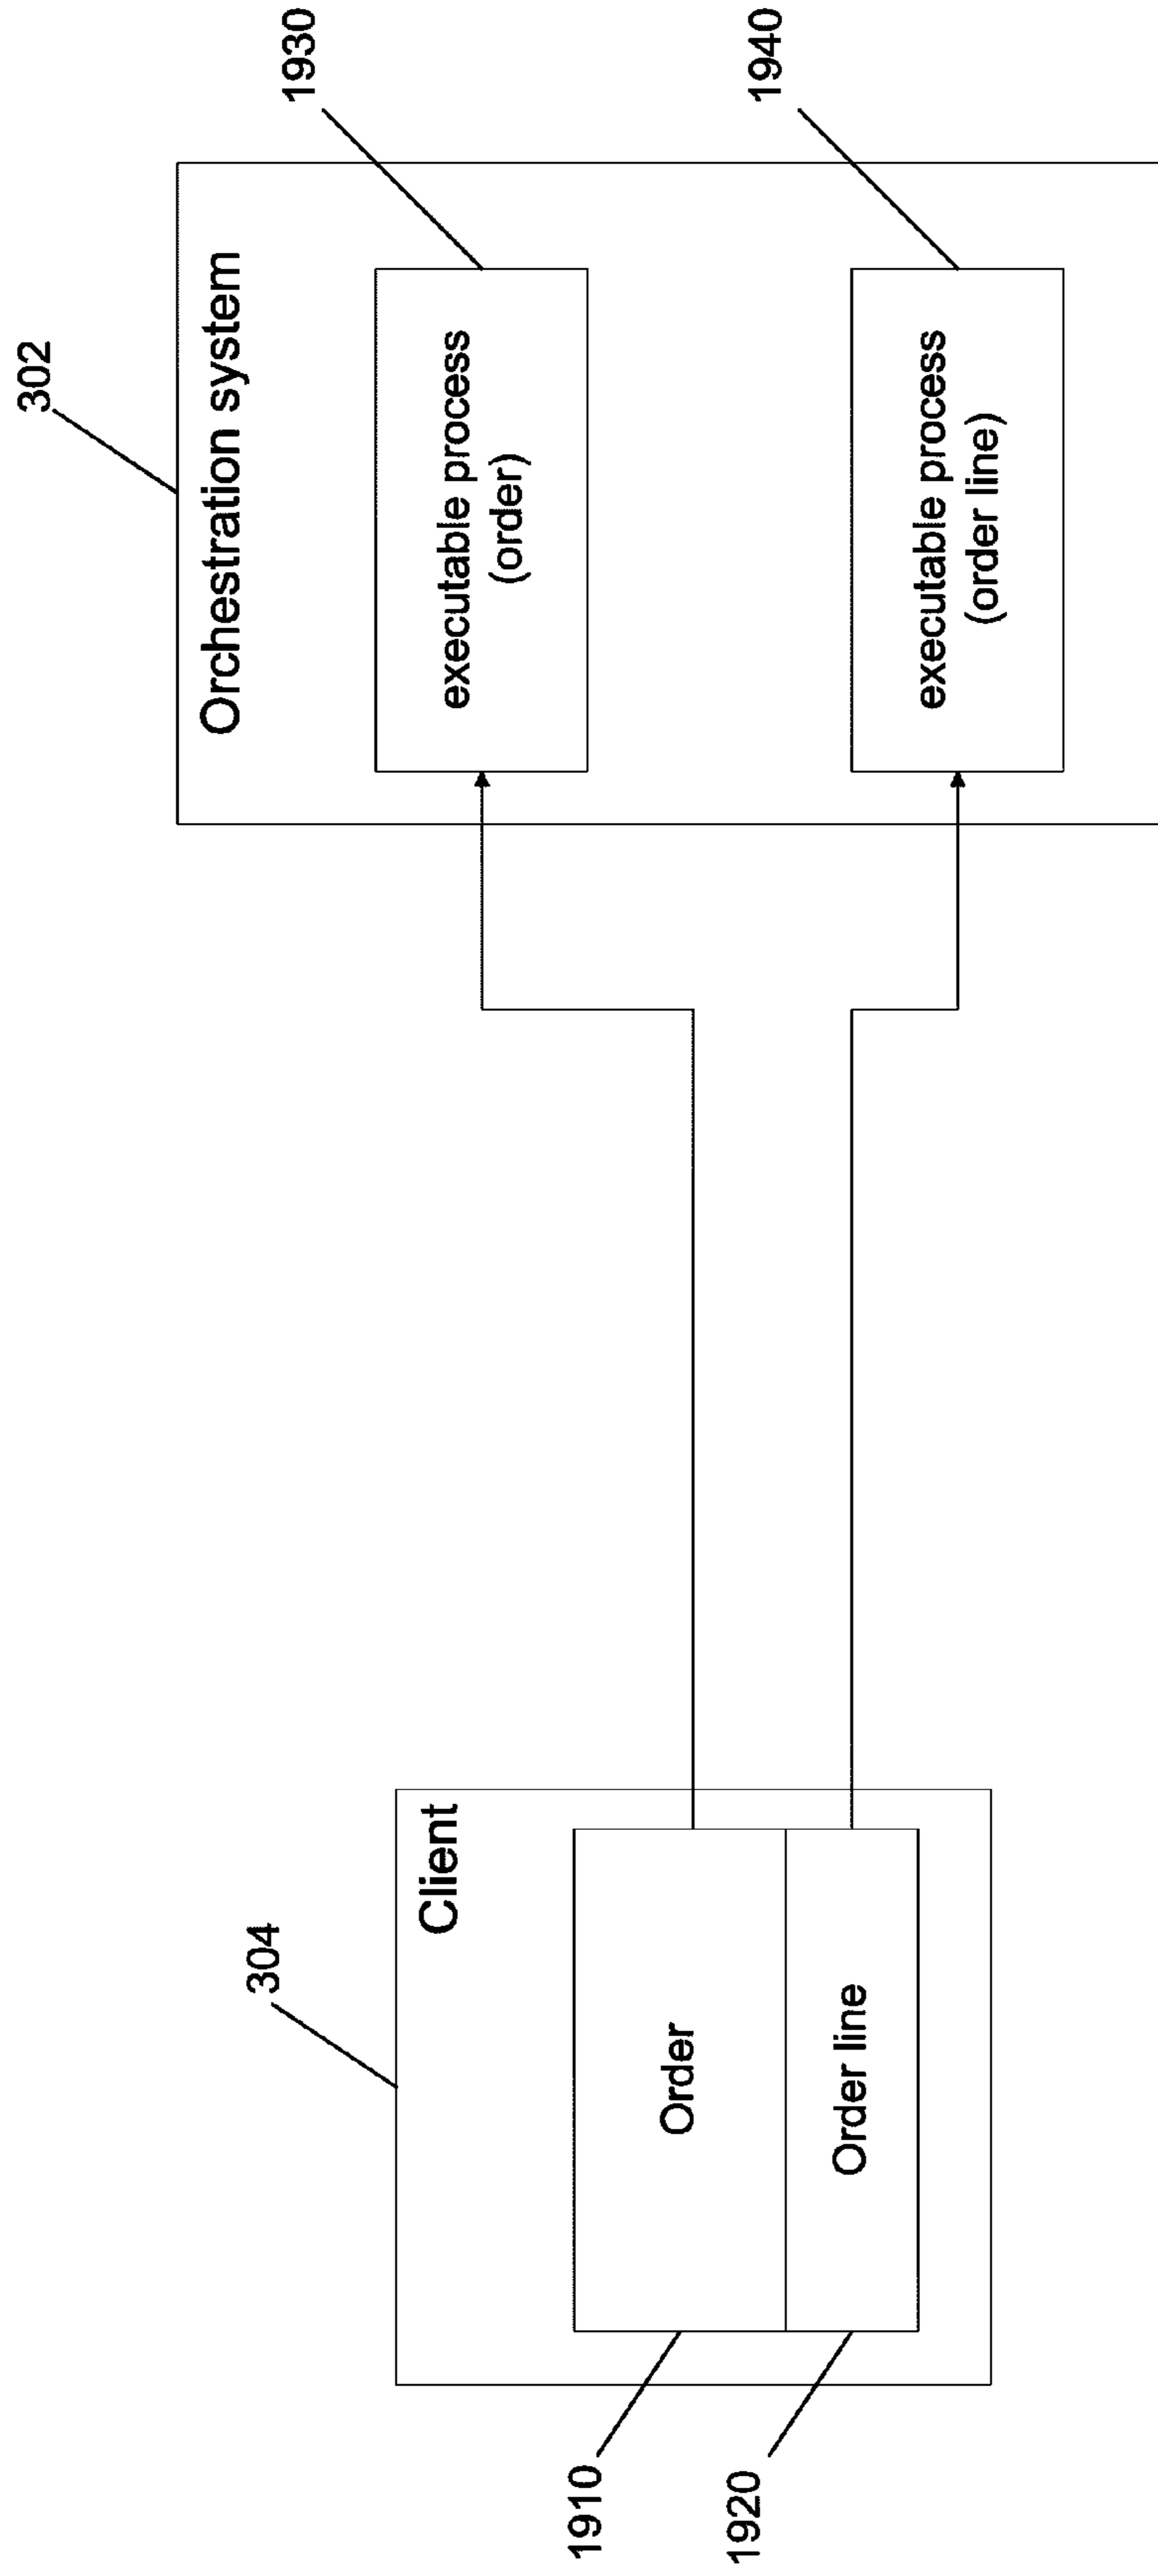 302
Orchestration system
1930
executable process
(order)
1940
executable process
(order line)
304
Client
1910
Order
1920
Order line